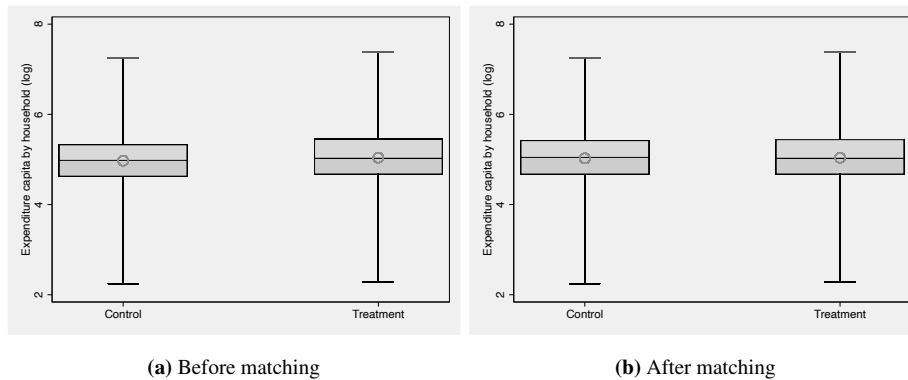 Expenditure capita by household (log)
8
6
4
2
Control
Treatment
(a) Before matching
Expenditure capita by household (log)
8
6
4
2
Control
Treatment
(b) After matching